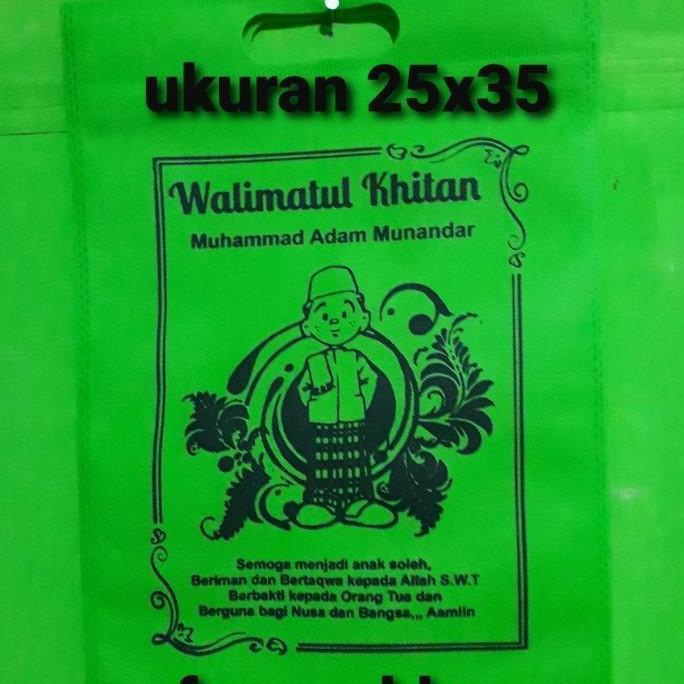 ukuran 25x35
Walimatul Khitan
Muhammad Adam Munandar
Semoga menjadi anak soleh,
Beriman dan Bertaqwa kepada Allah S.W.T
Berbakti kepada Orang Tua dan
Berguna bagi Nusa dan Bangsa,,, Aamiin